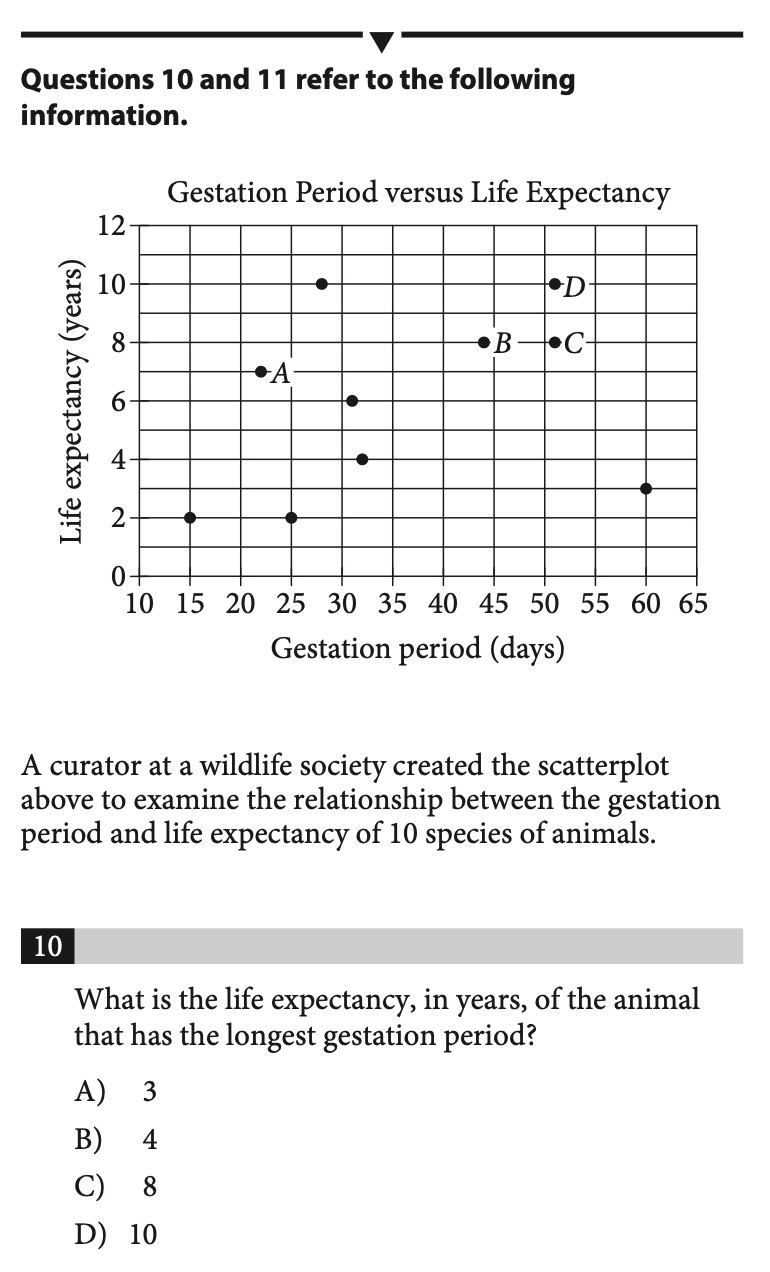 Questions 10 and 11 refer to the following
information.
Gestation Period versus Life Expectancy
Life expectancy (years)
12
10
8
6
4
2
0
A
B
C
D
10 15 20 25 30 35 40 45 50 55 60 65
Gestation period (days)
A curator at a wildlife society created the scatterplot
above to examine the relationship between the gestation
period and life expectancy of 10 species of animals.
10
What is the life expectancy, in years, of the animal
that has the longest gestation period?
A) 3
B) 4
C) 8
D) 10